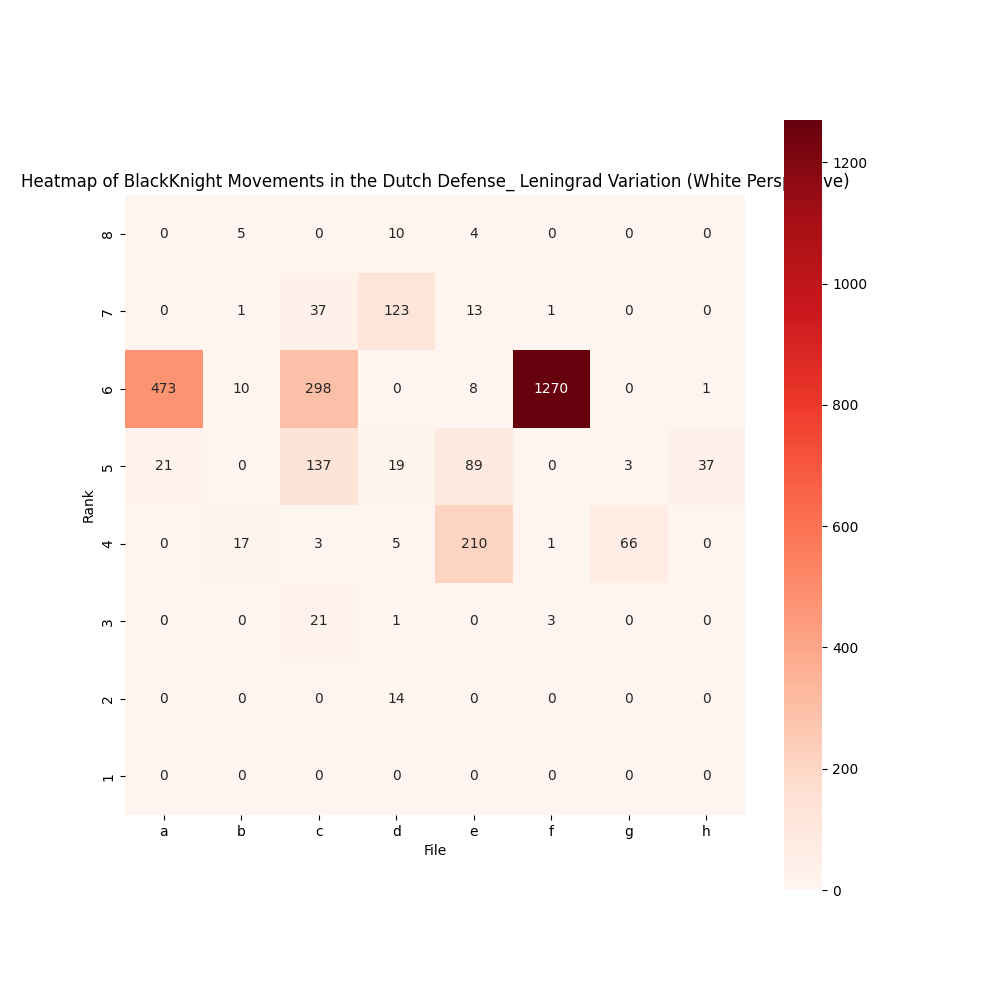 Heatmap of BlackKnight Movements in the Dutch Defense_ Leningrad Variation (White Perspective)
8 0 5 0 10 4 0 0 0
7 0 1 37 123 13 1 0 0
6 473 10 298 0 8 1270 0 1
5 21 0 137 19 89 0 3 37
Rank
4 0 17 3 5 210 1 66 0
3 0 0 21 1 0 3 0 0
2 0 0 0 14 0 0 0 0
1 0 0 0 0 0 0 0 0
a b c d e f g h
File
1200
1000
800
600
400
200
0